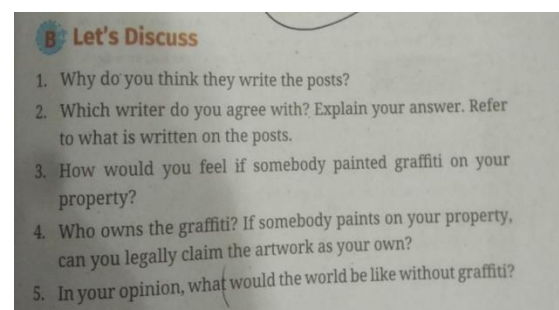 B Let's Discuss
1. Why do you think they write the posts?
2. Which writer do you agree with? Explain your answer. Refer
to what is written on the posts.
3. How would you feel if somebody painted graffiti on your
property?
4. Who owns the graffiti? If somebody paints on your property,
can you legally claim the artwork as your own?
5. In your opinion, what would the world be like without graffiti?